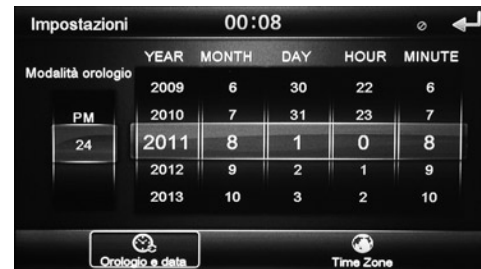 Impostazioni 00:08
YEAR MONTH DAY HOUR MINUTE
Modalità orologio
2009 6 30 22 6
PM 2010 7 31 23 7
24 2011 8 1 0 8
2012 9 2 1 9
2013 10 3 2 10
Orologio e data Time Zone